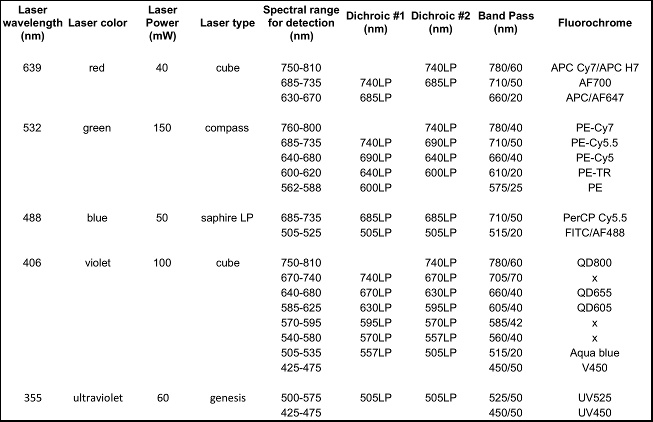 Laser wavelength (nm) Laser color Laser Power (mW) Laser type Spectral range for detection (nm) Dichroic #1 (nm) Dichroic #2 (nm) Band Pass (nm) Fluorochrome
639 red 40 cube 750-810 740LP 780/60 APC Cy7/APC H7
685-735 740LP 685LP 710/50 AF700
630-670 685LP 660/20 APC/AF647
532 green 150 compass 760-800 740LP 780/40 PE-Cy7
685-735 740LP 690LP 710/50 PE-Cy5.5
640-680 690LP 640LP 660/40 PE-Cy5
600-620 640LP 600LP 610/20 PE-TR
562-588 600LP 575/25 PE
488 blue 50 saphire LP 685-735 685LP 685LP 710/50 PerCP Cy5.5
505-525 505LP 505LP 515/20 FITC/AF488
406 violet 100 cube 750-810 740LP 780/60 QD800
670-740 740LP 670LP 705/70 x
640-680 670LP 630LP 660/40 QD655
585-625 630LP 595LP 605/40 QD605
570-595 595LP 570LP 585/42 x
540-580 570LP 557LP 560/40 x
505-535 557LP 505LP 515/20 Aqua blue
425-475 450/50 V450
355 ultraviolet 60 genesis 500-575 505LP 505LP 525/50 UV525
425-475 450/50 UV450